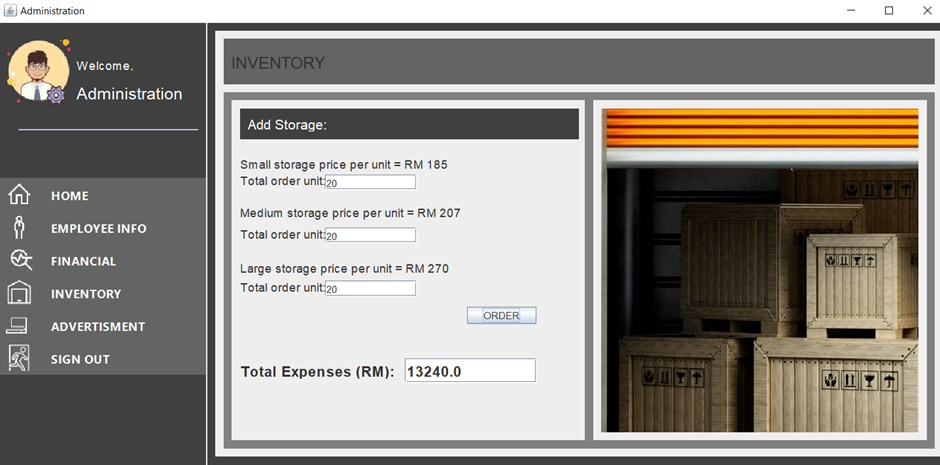 Administration
Welcome.
Administration
HOME
EMPLOYEE INFO
FINANCIAL
INVENTORY
ADVERTISMENT
SIGN OUT
INVENTORY
Add Storage:
Small storage price per unit = RM 185
Total order unit: 20
Medium storage price per unit = RM 207
Total order unit: 20
Large storage price per unit = RM 270
Total order unit: 20
ORDER
Total Expenses (RM): 13240.0